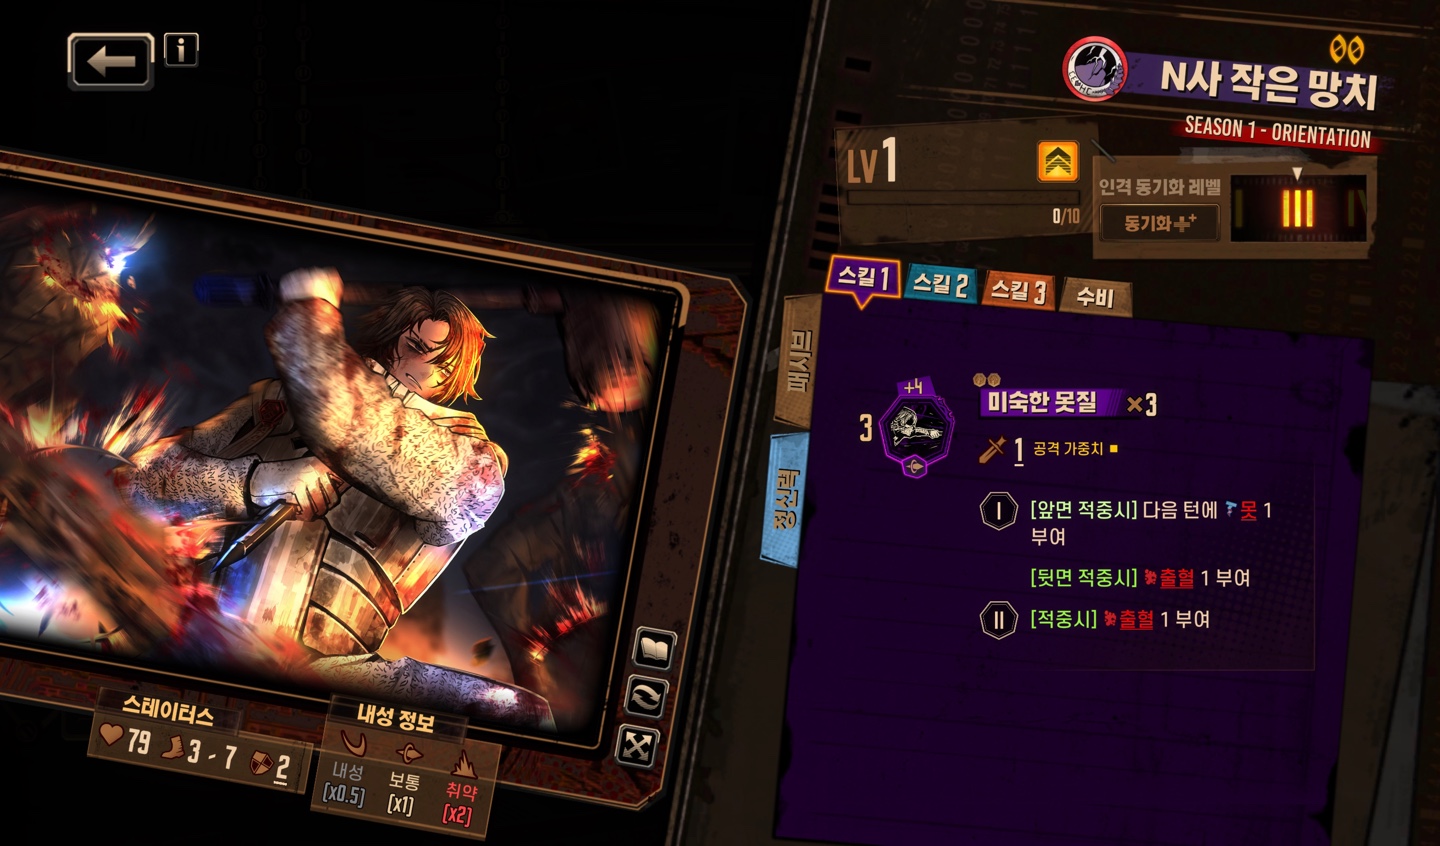 i
00
N사 작은 망치
SEASON 1 - ORIENTATION
LV 1
0/10
인격 동기화 레벨
동기화++
스킬 1
스킬 2
스킬 3
수비
패시브
정신력
+4
3
미숙한 못질 ×3
1 공격 가중치
I [앞면 적중시] 다음 턴에 못 1
부여
[뒷면 적중시] 출혈 1 부여
II [적중시] 출혈 1 부여
스테이터스
79 3 - 7 2
내성 정보
내성 보통 취약
[x0.5] [x1] [x2]